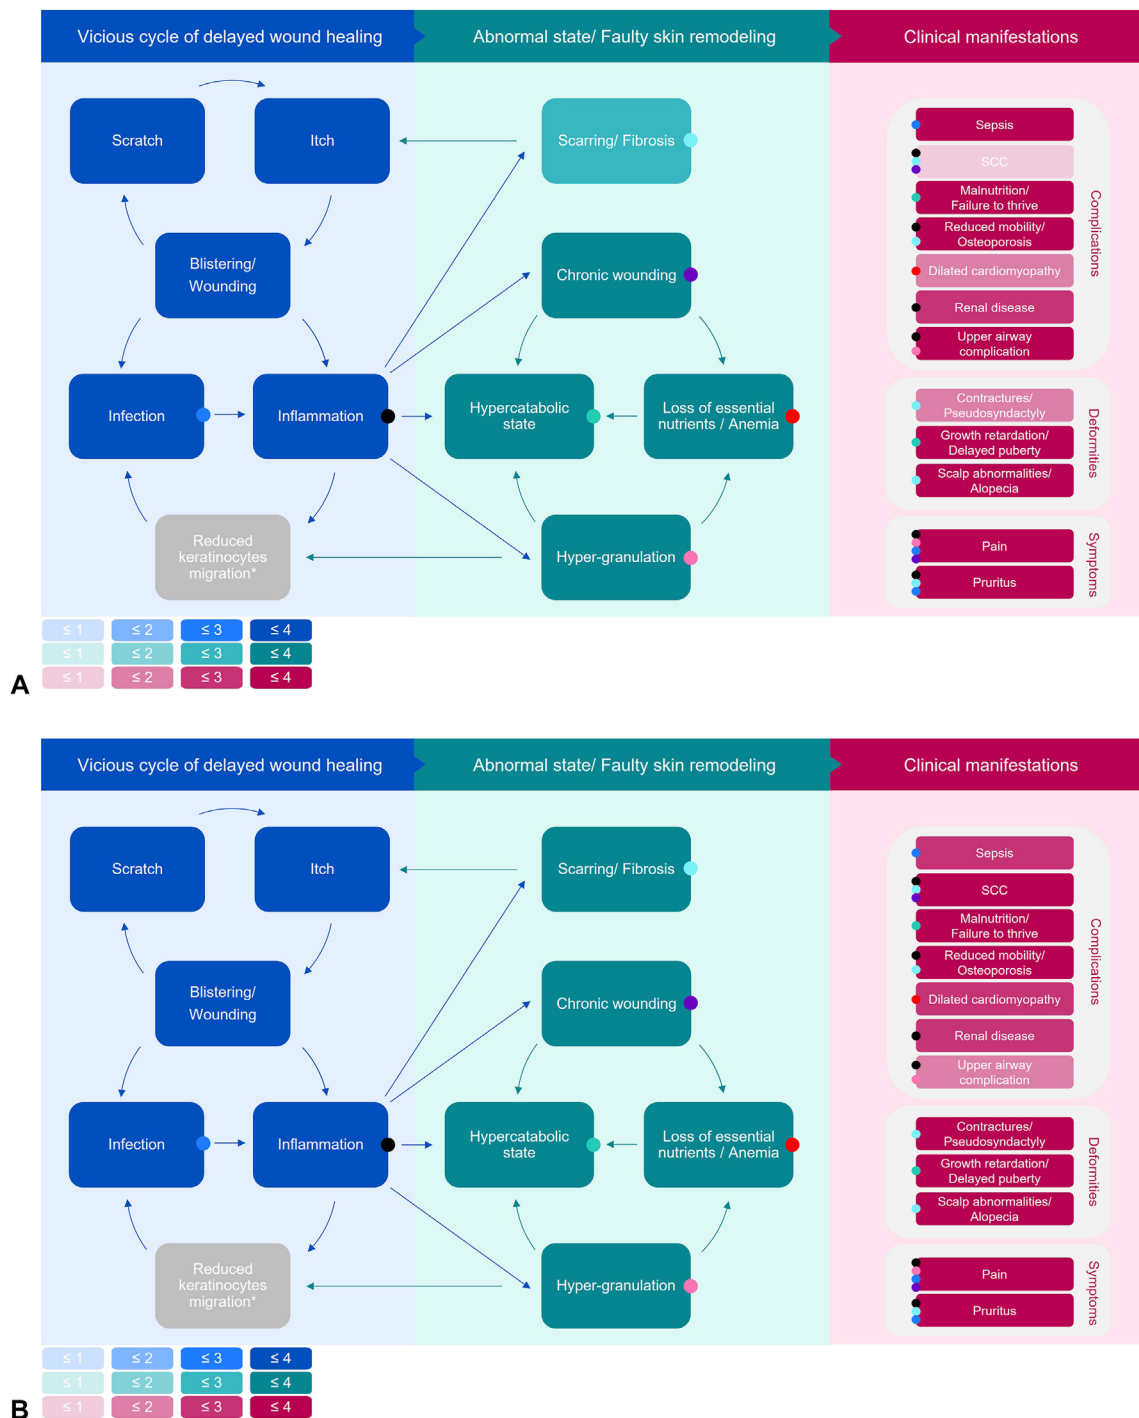 Vicious cycle of delayed wound healing
Abnormal state/ Faulty skin remodeling
Clinical manifestations
Scratch
Itch
Scarring/ Fibrosis
Blistering/
Wounding
Chronic wounding
Infection
Inflammation
Hypercatabolic
state
Loss of essential
nutrients / Anemia
Reduced
keratinocytes
migration*
Hyper-granulation
Sepsis
SCC
Malnutrition/
Failure to thrive
Reduced mobility/
Osteoporosis
Dilated cardiomyopathy
Renal disease
Upper airway
complication
Complications
Contractures/
Pseudosyndactyly
Growth retardation/
Delayed puberty
Scalp abnormalities/
Alopecia
Deformities
Pain
Pruritus
Symptoms
≤ 1 ≤ 2 ≤ 3 ≤ 4
≤ 1 ≤ 2 ≤ 3 ≤ 4
≤ 1 ≤ 2 ≤ 3 ≤ 4
A
Vicious cycle of delayed wound healing
Abnormal state/ Faulty skin remodeling
Clinical manifestations
Scratch
Itch
Scarring/ Fibrosis
Blistering/
Wounding
Chronic wounding
Infection
Inflammation
Hypercatabolic
state
Loss of essential
nutrients / Anemia
Reduced
keratinocytes
migration*
Hyper-granulation
Sepsis
SCC
Malnutrition/
Failure to thrive
Reduced mobility/
Osteoporosis
Dilated cardiomyopathy
Renal disease
Upper airway
complication
Complications
Contractures/
Pseudosyndactyly
Growth retardation/
Delayed puberty
Scalp abnormalities/
Alopecia
Deformities
Pain
Pruritus
Symptoms
≤ 1 ≤ 2 ≤ 3 ≤ 4
≤ 1 ≤ 2 ≤ 3 ≤ 4
≤ 1 ≤ 2 ≤ 3 ≤ 4
B